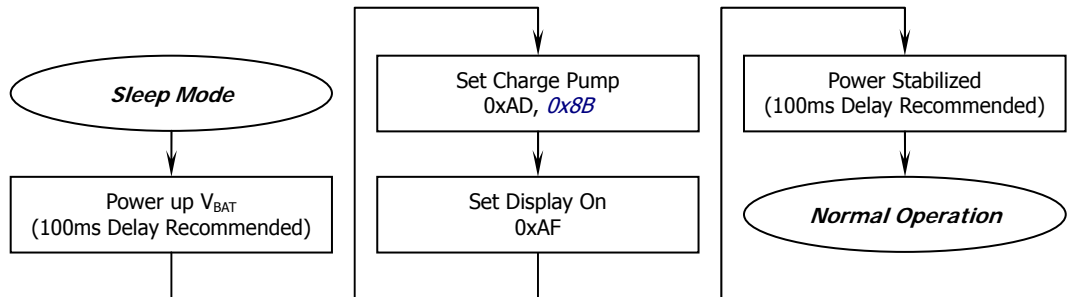 Sleep Mode
Power up VBAT
(100ms Delay Recommended)
Set Charge Pump
0xAD, 0x8B
Set Display On
0xAF
Power Stabilized
(100ms Delay Recommended)
Normal Operation